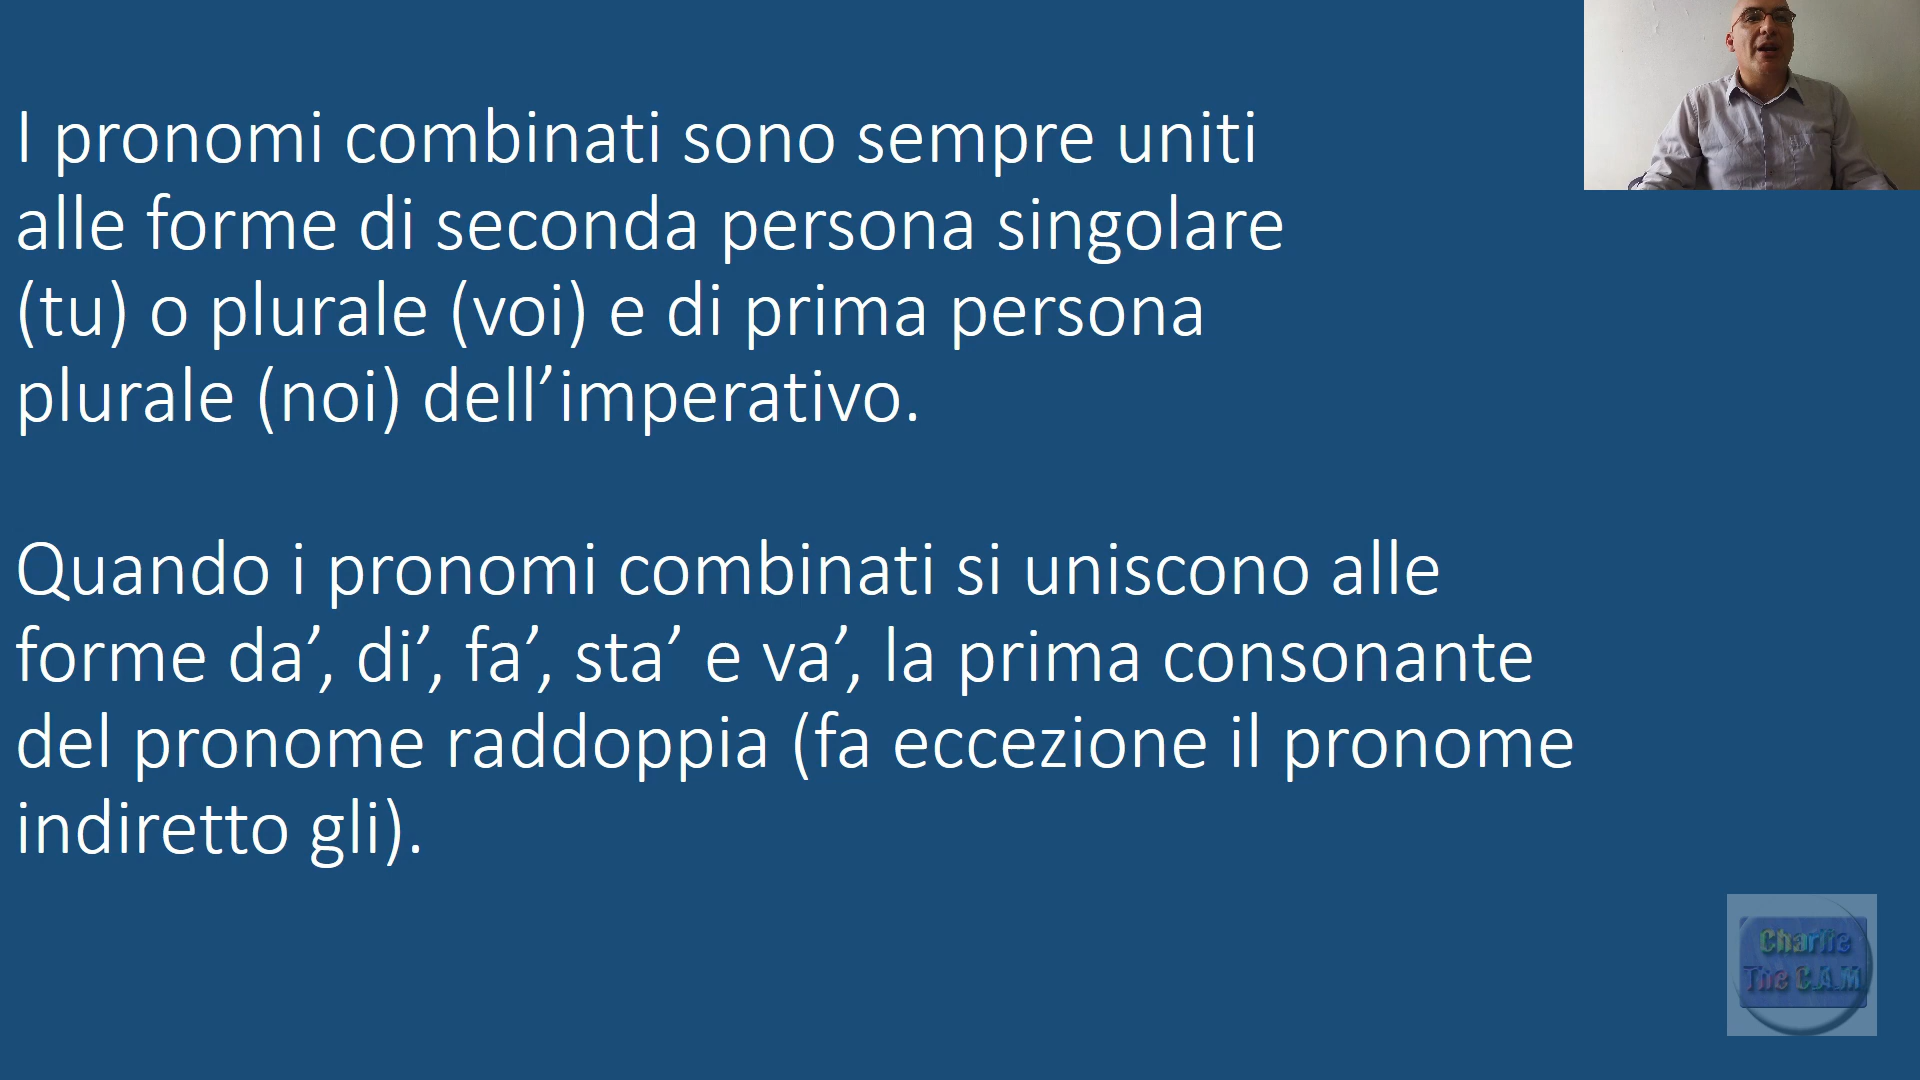 I pronomi combinati sono sempre uniti
alle forme di seconda persona singolare
(tu) o plurale (voi) e di prima persona
plurale (noi) dell’imperativo.
Quando i pronomi combinati si uniscono alle
forme da’, di’, fa’, sta’ e va’, la prima consonante
del pronome raddoppia (fa eccezione il pronome
indiretto gli).
Charlie
The C.A.M